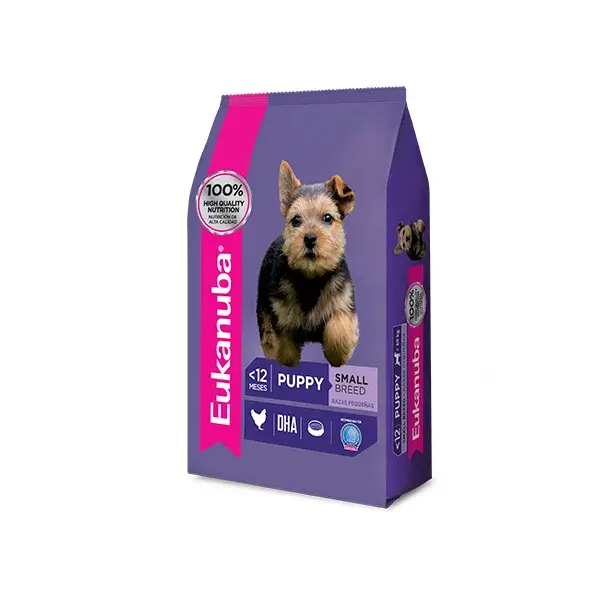 100%
HIGH QUALITY
NUTRITION
NUTRICIÓN DE
ALTA CALIDAD
Eukanuba®
<12
MESES
PUPPY
SMALL
BREED
RAZAS PEQUEÑAS
DHA
100%
Eukanuba
<12 PUPPY